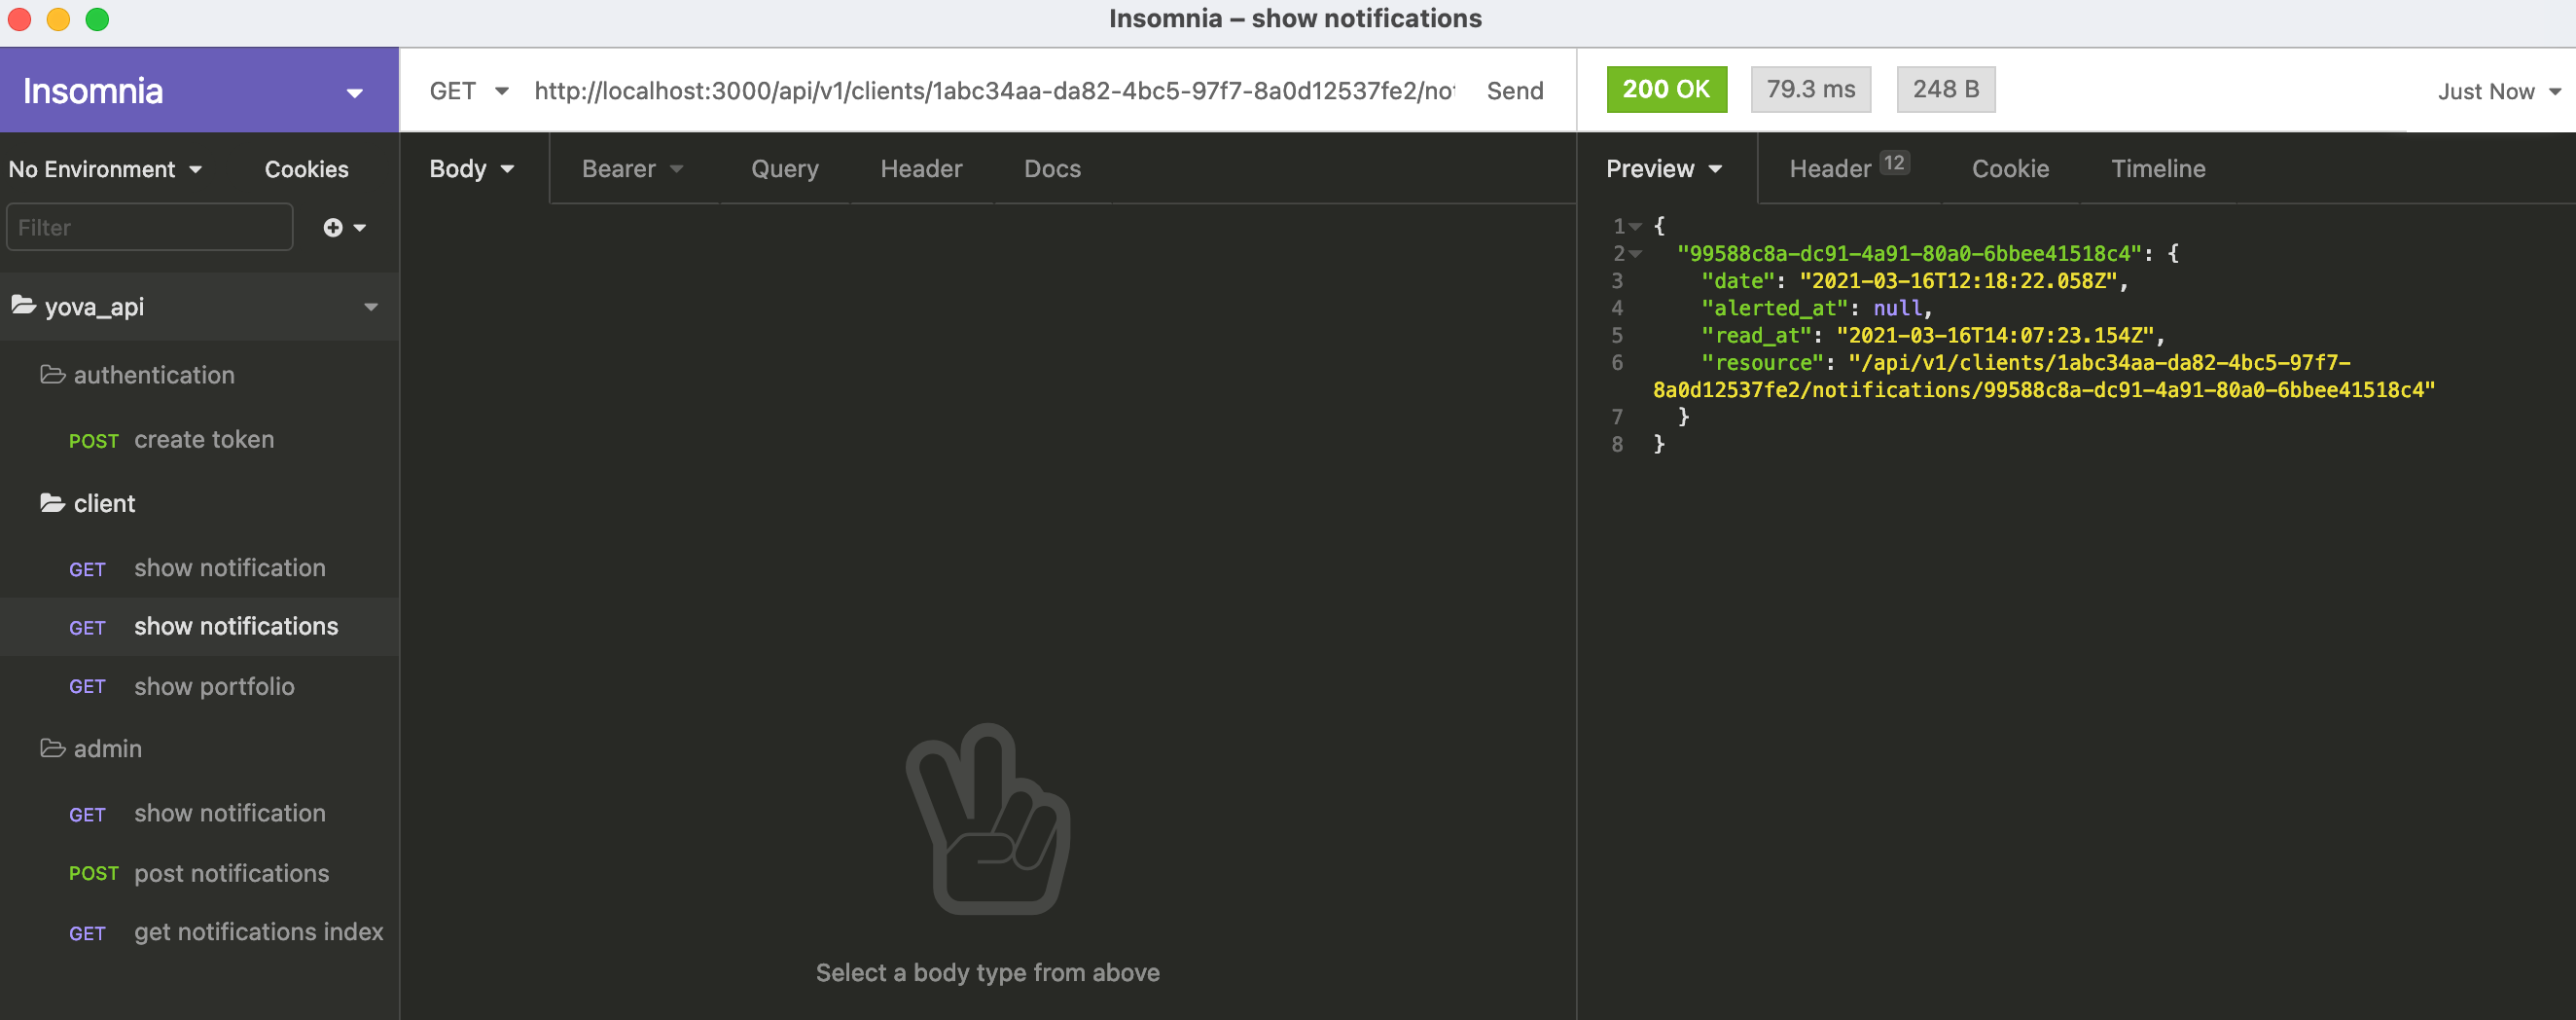 Insomnia – show notifications
Insomnia
GET http://localhost:3000/api/v1/clients/1abc34aa-da82-4bc5-97f7-8a0d12537fe2/no Send
200 OK 79.3 ms 248 B Just Now
No Environment Cookies
Filter
yova_api
authentication
POST create token
client
GET show notification
GET show notifications
GET show portfolio
admin
GET show notification
POST post notifications
GET get notifications index
Body Bearer Query Header Docs
Select a body type from above
Preview Header 12 Cookie Timeline
1 {
2 "99588c8a-dc91-4a91-80a0-6bbee41518c4": {
3 "date": "2021-03-16T12:18:22.058Z",
4 "alerted_at": null,
5 "read_at": "2021-03-16T14:07:23.154Z",
6 "resource": "/api/v1/clients/1abc34aa-da82-4bc5-97f7-
8a0d12537fe2/notifications/99588c8a-dc91-4a91-80a0-6bbee41518c4"
7 }
8 }